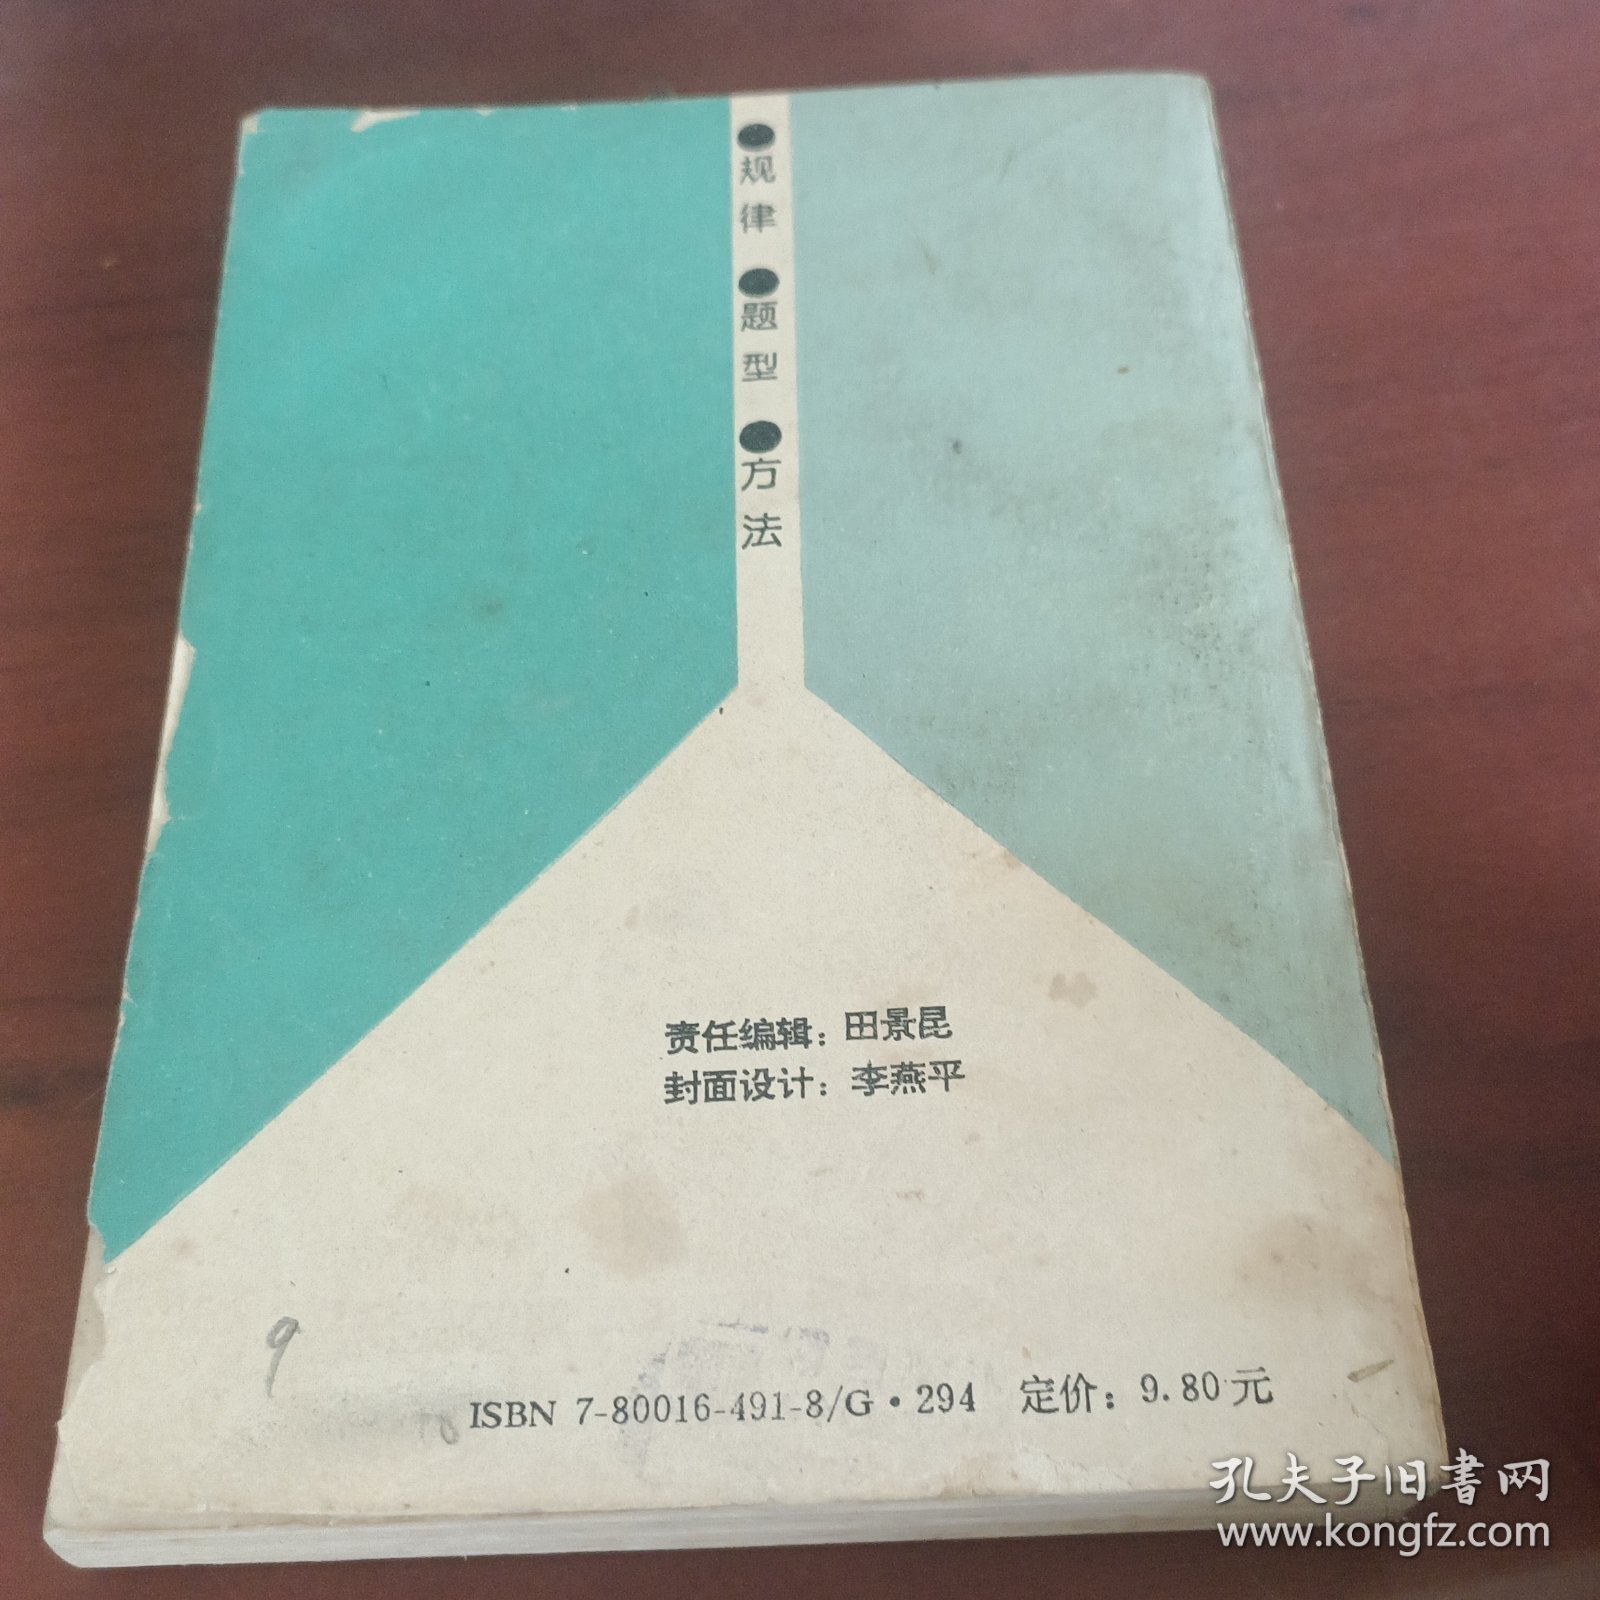 ●规律●题型●方法
责任编辑：田景昆
封面设计：李燕平
9
ISBN 7-80016-491-8/G·294 定价：9.80元
孔夫子旧书网
www.kongfz.com